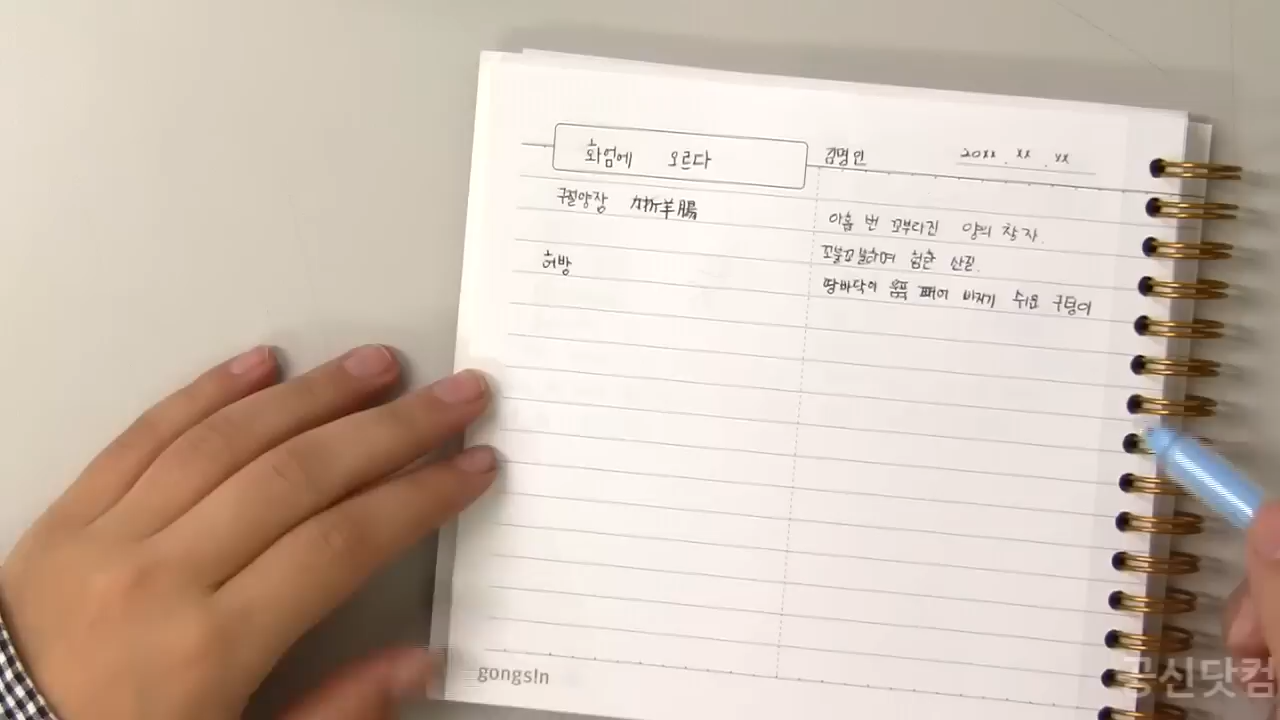 화엄에 오르다
김명인
20xx . xx . xx
구절양장 九折羊腸
아홉 번 꼬부라진 양의 창자.
꼬불꼬불하며 험한 산길.
허방
땅바닥이 움푹 패어 빠지기 쉬운 구덩이
gongs!n
공신닷컴